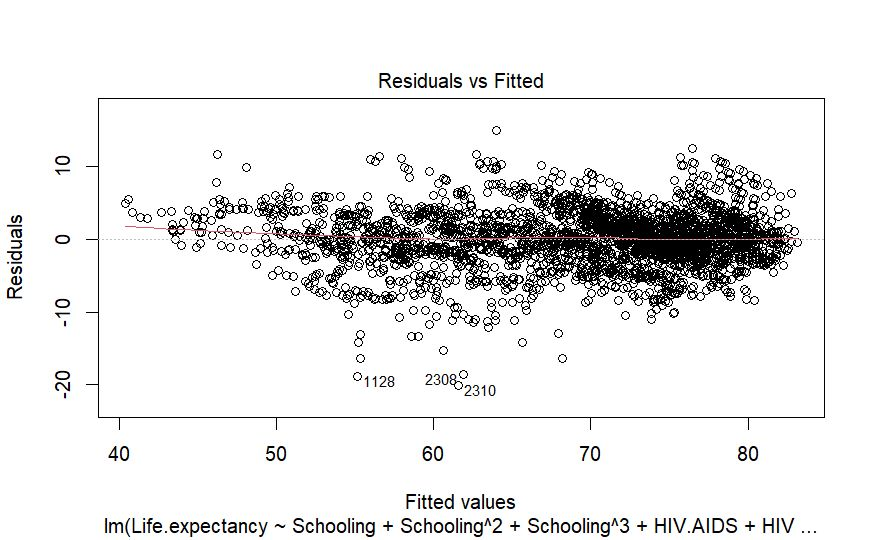 Residuals vs Fitted
Residuals
10
0
-10
-20
1128
2308
2310
40 50 60 70 80
Fitted values
lm(Life.expectancy ~ Schooling + Schooling^2 + Schooling^3 + HIV.AIDS + HIV ...